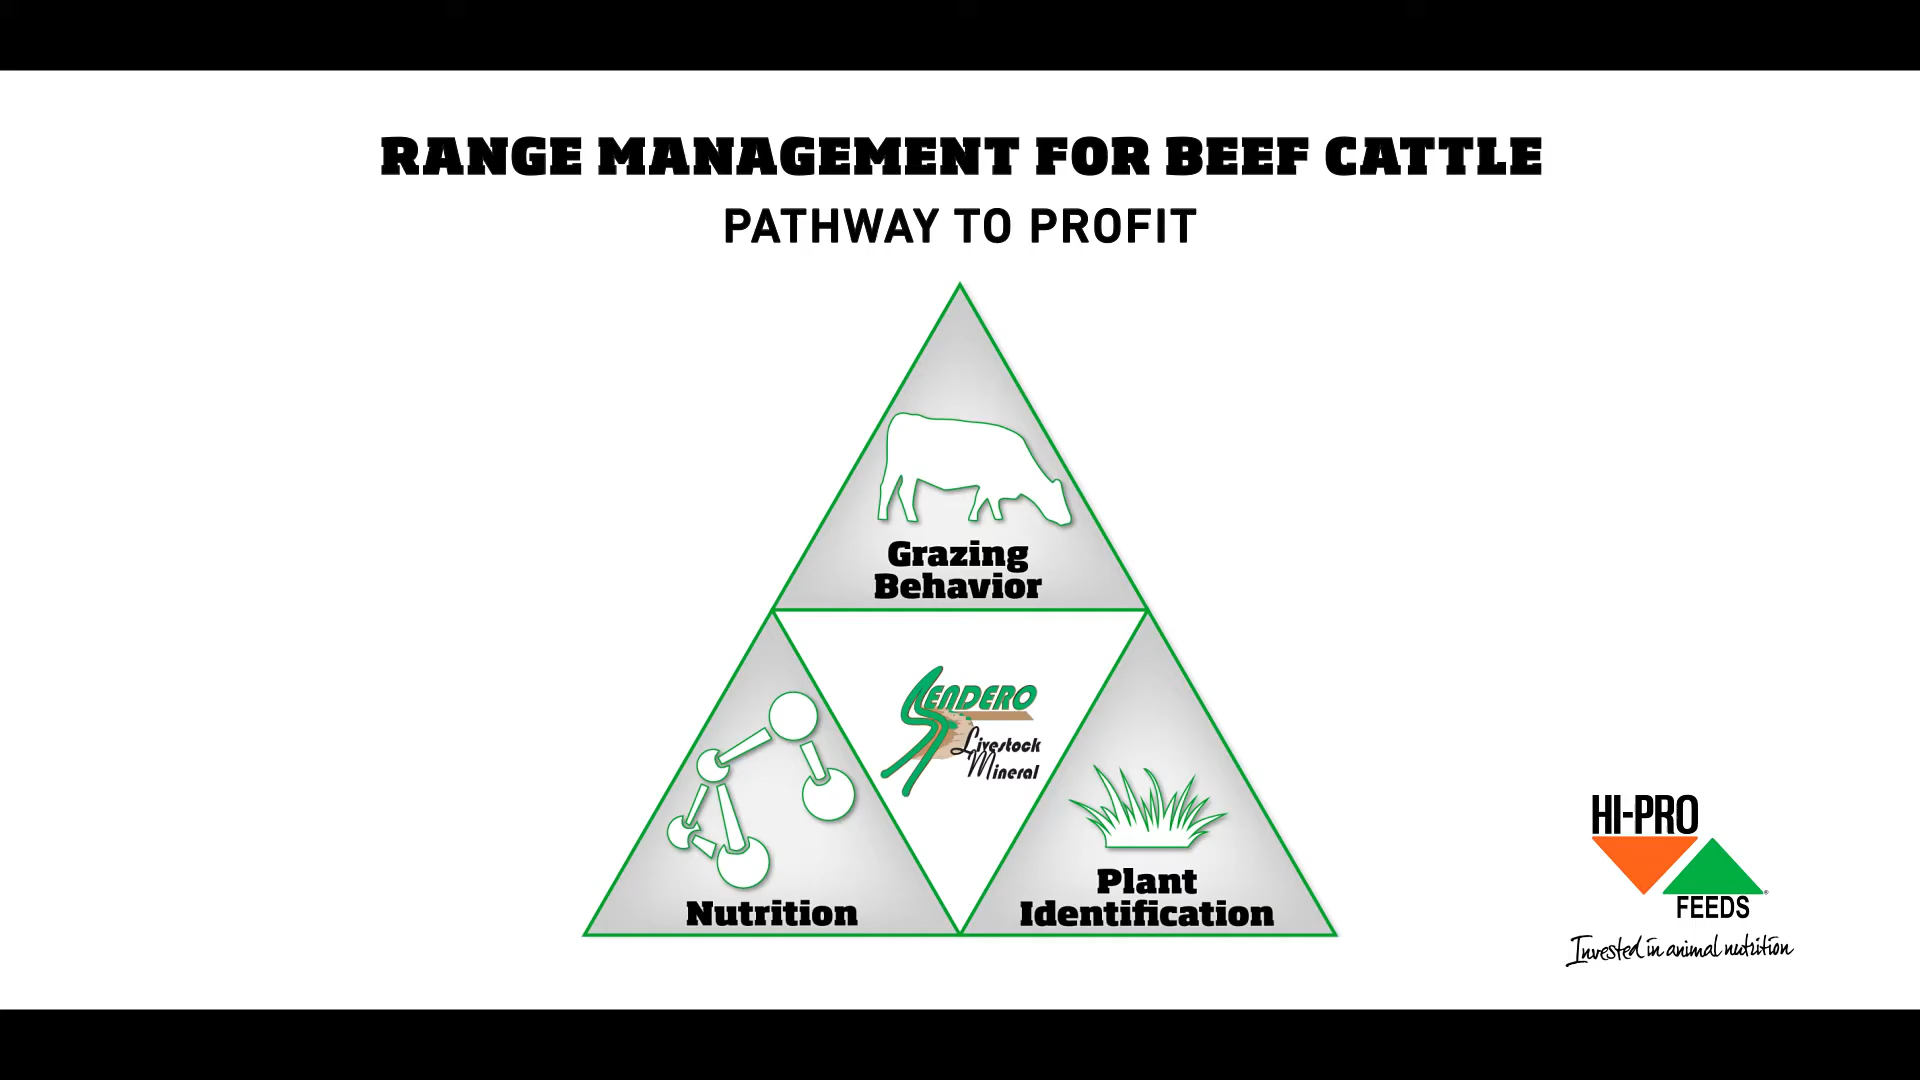 RANGE MANAGEMENT FOR BEEF CATTLE
PATHWAY TO PROFIT
Grazing
Behavior
SENDERO
Livestock
Mineral
Nutrition
Plant
Identification
HI-PRO
FEEDS
Invested in animal nutrition